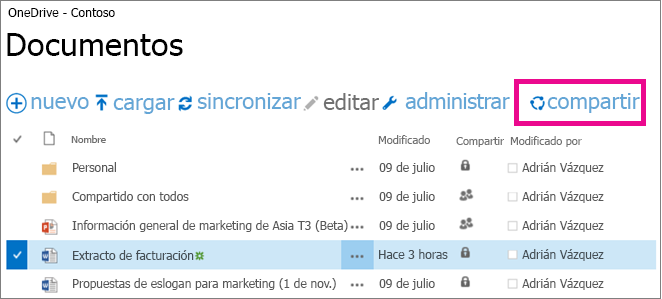 OneDrive - Contoso
Documentos
nuevo cargar sincronizar editar administrar compartir
Nombre Modificado Compartir Modificado por
Personal ... 09 de julio Adrián Vázquez
Compartido con todos ... 09 de julio Adrián Vázquez
Información general de marketing de Asia T3 (Beta) ... 09 de julio Adrián Vázquez
Extracto de facturación ... Hace 3 horas Adrián Vázquez
Propuestas de eslogan para marketing (1 de nov.) ... 09 de julio Adrián Vázquez